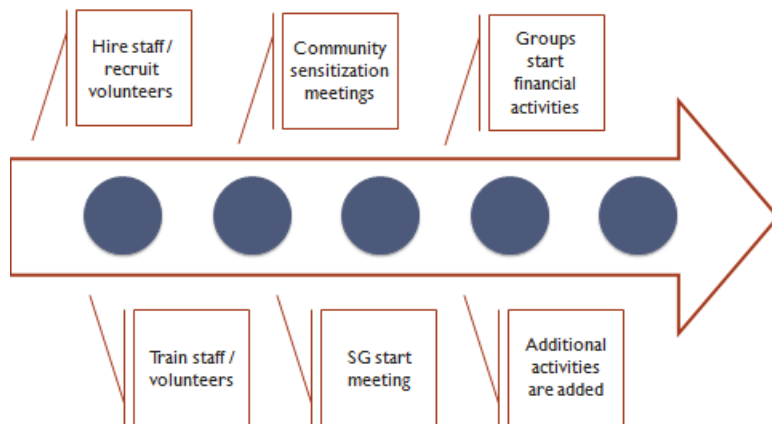 Hire staff /
recruit
volunteers
Community
sensitization
meetings
Groups
start
financial
activities
Train staff /
volunteers
SG start
meeting
Additional
activities
are added